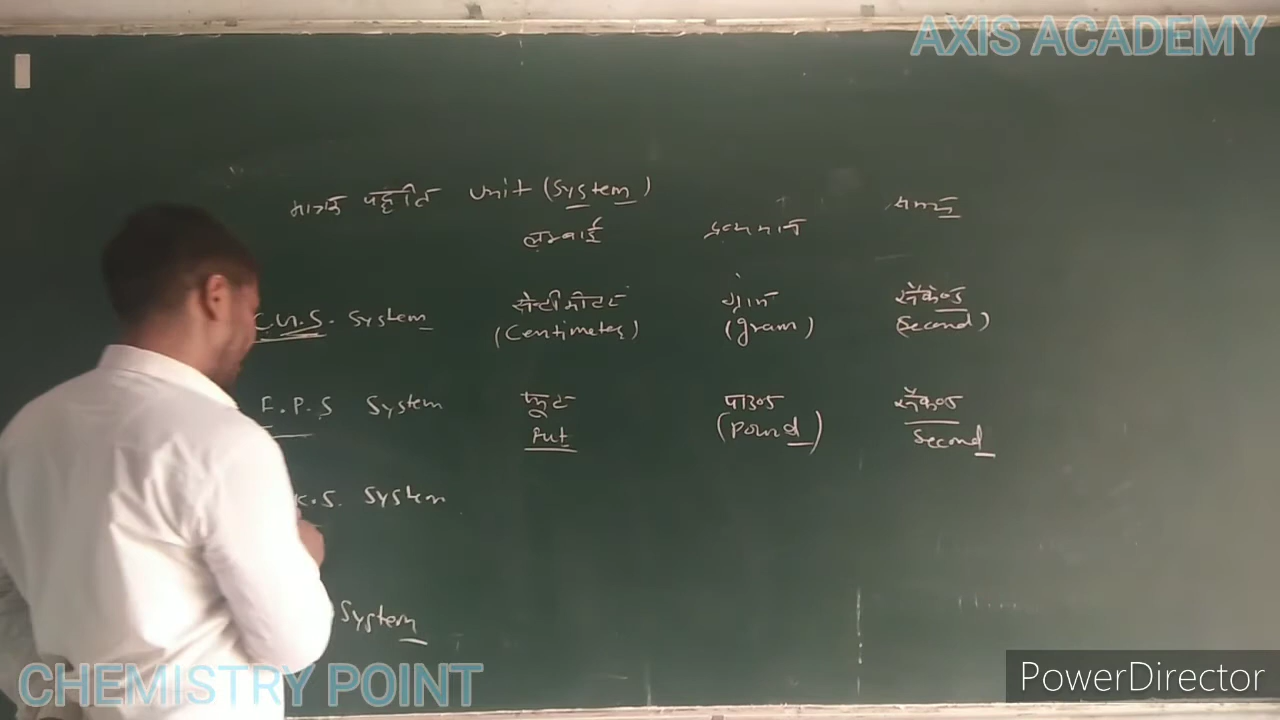 AXIS ACADEMY
मात्रक पद्धति Unit (System)
लम्बाई द्रव्यमान समय
C.G.S. System सेन्टीमीटर ग्राम सेकेण्ड
(Centimeter) (gram) (Second)
F.P.S System फूट पाउण्ड सेकेण्ड
Fut (Pound) Second
K.S. System
System
CHEMISTRY POINT
PowerDirector